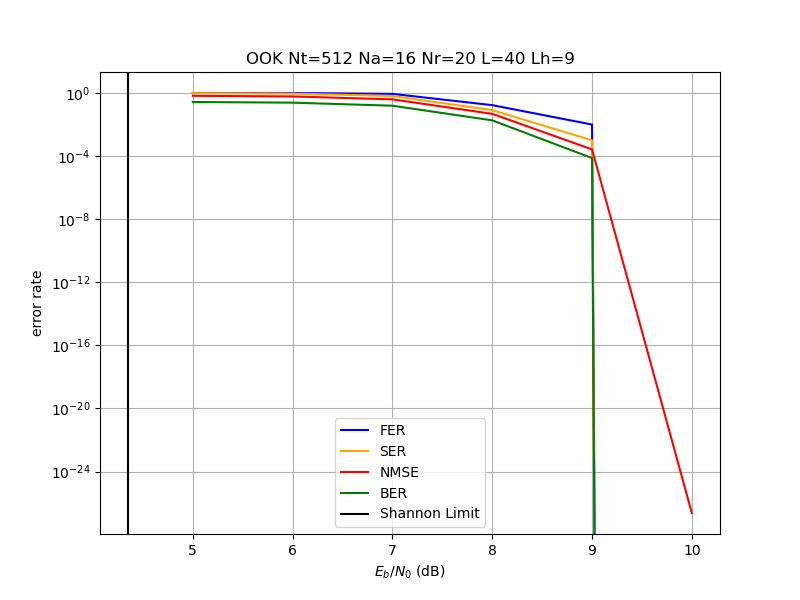 OOK Nt=512 Na=16 Nr=20 L=40 Lh=9
error rate
10⁰
10⁻⁴
10⁻⁸
10⁻¹²
10⁻¹⁶
10⁻²⁰
10⁻²⁴
FER
SER
NMSE
BER
Shannon Limit
5 6 7 8 9 10
E_b/N_0 (dB)